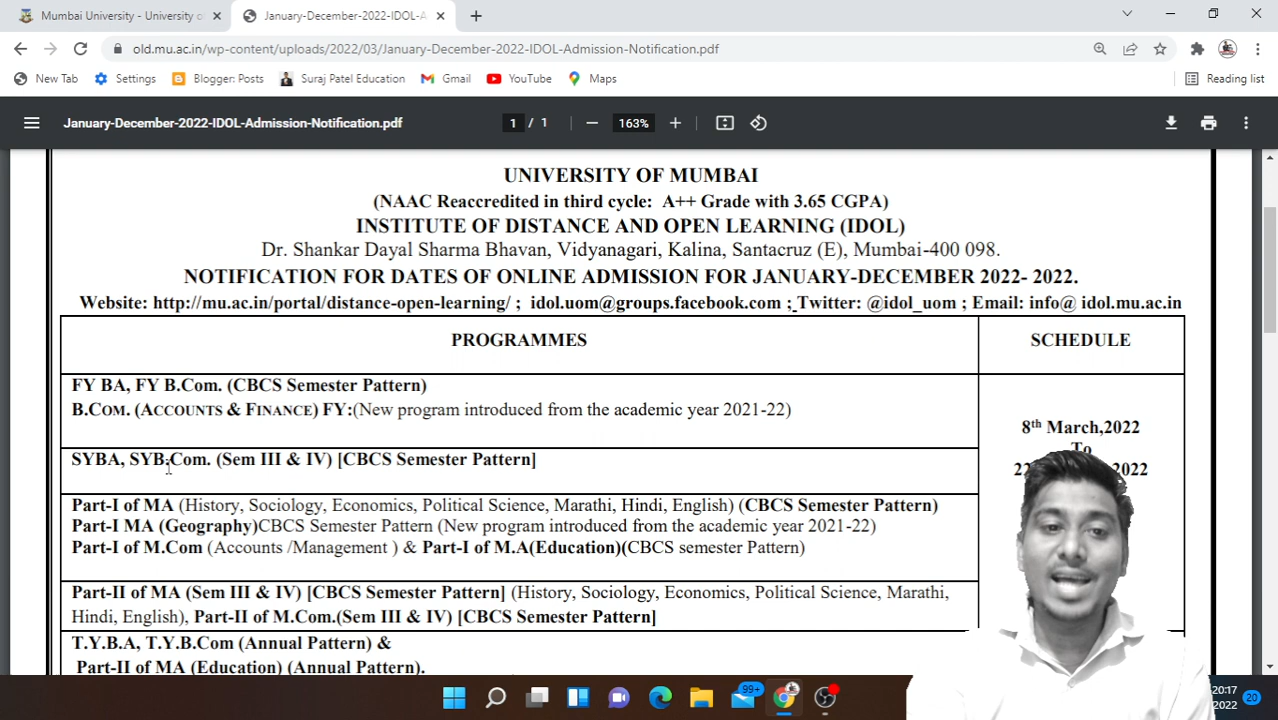 Mumbai University - University o
January-December-2022-IDOL-A
old.mu.ac.in/wp-content/uploads/2022/03/January-December-2022-IDOL-Admission-Notification.pdf
New Tab Settings Blogger: Posts Suraj Patel Education Gmail YouTube Maps Reading list
January-December-2022-IDOL-Admission-Notification.pdf 1 / 1 163%
UNIVERSITY OF MUMBAI
(NAAC Reaccredited in third cycle: A++ Grade with 3.65 CGPA)
INSTITUTE OF DISTANCE AND OPEN LEARNING (IDOL)
Dr. Shankar Dayal Sharma Bhavan, Vidyanagari, Kalina, Santacruz (E), Mumbai-400 098.
NOTIFICATION FOR DATES OF ONLINE ADMISSION FOR JANUARY-DECEMBER 2022- 2022.
Website: http://mu.ac.in/portal/distance-open-learning/ ; idol.uom@groups.facebook.com ; Twitter: @idol_uom ; Email: info@ idol.mu.ac.in
PROGRAMMES
SCHEDULE
FY BA, FY B.Com. (CBCS Semester Pattern)
B.COM. (ACCOUNTS & FINANCE) FY:(New program introduced from the academic year 2021-22)
8th March,2022
To
22 2022
SYBA, SYB.Com. (Sem III & IV) [CBCS Semester Pattern]
Part-I of MA (History, Sociology, Economics, Political Science, Marathi, Hindi, English) (CBCS Semester Pattern)
Part-I MA (Geography)CBCS Semester Pattern (New program introduced from the academic year 2021-22)
Part-I of M.Com (Accounts /Management ) & Part-I of M.A(Education)(CBCS semester Pattern)
Part-II of MA (Sem III & IV) [CBCS Semester Pattern] (History, Sociology, Economics, Political Science, Marathi,
Hindi, English), Part-II of M.Com.(Sem III & IV) [CBCS Semester Pattern]
T.Y.B.A, T.Y.B.Com (Annual Pattern) &
Part-II of MA (Education) (Annual Pattern).
99+
20:17
2022
20